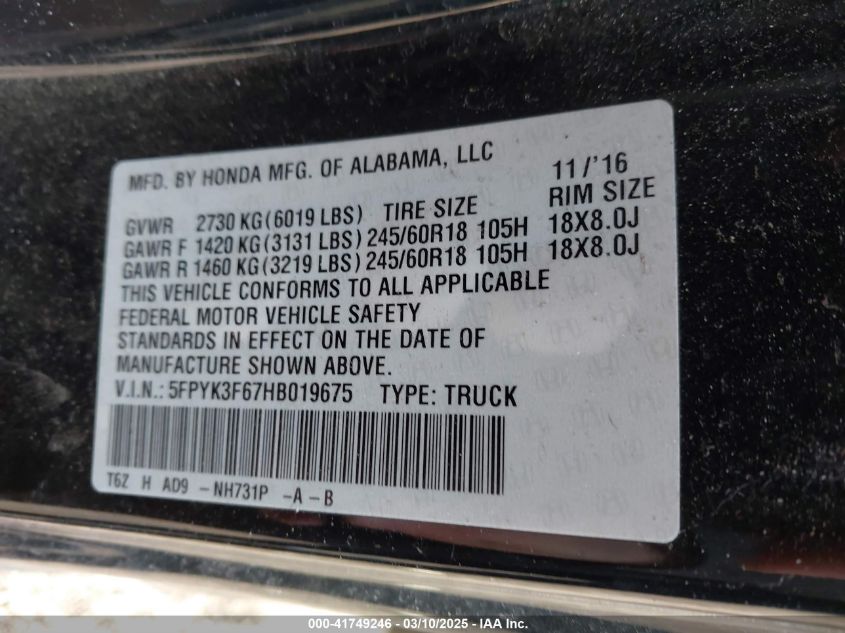 MFD. BY HONDA MFG. OF ALABAMA, LLC 11/'16
GVWR 2730 KG(6019 LBS) TIRE SIZE RIM SIZE
GAWR F 1420 KG(3131 LBS) 245/60R18 105H 18X8.0J
GAWR R 1460 KG(3219 LBS) 245/60R18 105H 18X8.0J
THIS VEHICLE CONFORMS TO ALL APPLICABLE
FEDERAL MOTOR VEHICLE SAFETY
STANDARDS IN EFFECT ON THE DATE OF
MANUFACTURE SHOWN ABOVE.
V.I.N.: 5FPYK3F67HB019675 TYPE: TRUCK
T6Z H AD9 -NH731P -A-B
000-41749246 - 03/10/2025 - IAA Inc.